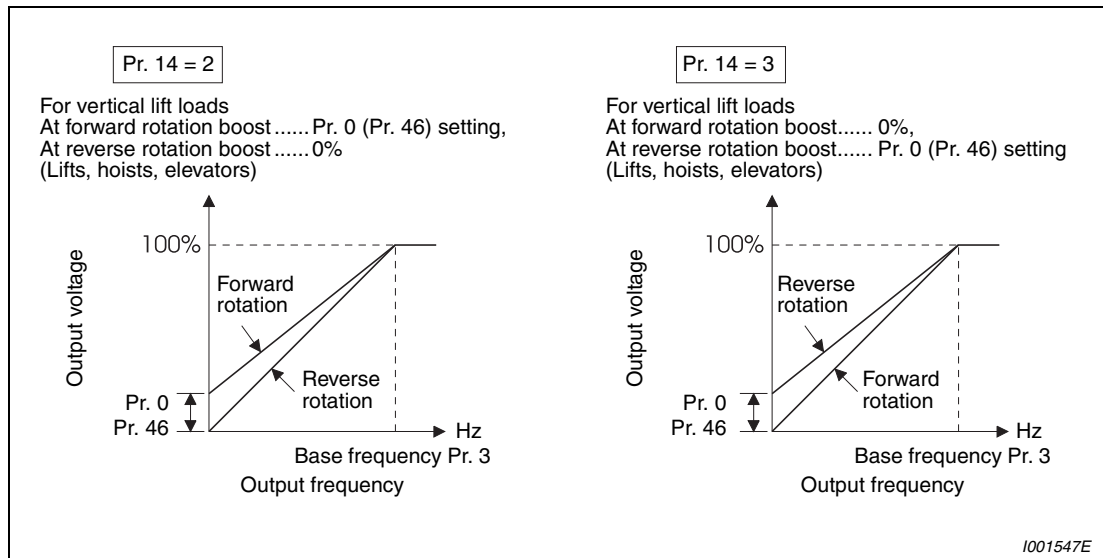 Pr. 14 = 2
For vertical lift loads
At forward rotation boost ...... Pr. 0 (Pr. 46) setting,
At reverse rotation boost ...... 0%
(Lifts, hoists, elevators)
100%
Output voltage
Forward
rotation
Reverse
rotation
Pr. 0
Pr. 46
Hz
Base frequency Pr. 3
Output frequency
Pr. 14 = 3
For vertical lift loads
At forward rotation boost...... 0%,
At reverse rotation boost...... Pr. 0 (Pr. 46) setting
(Lifts, hoists, elevators)
100%
Output voltage
Reverse
rotation
Forward
rotation
Pr. 0
Pr. 46
Hz
Base frequency Pr. 3
Output frequency
I001547E